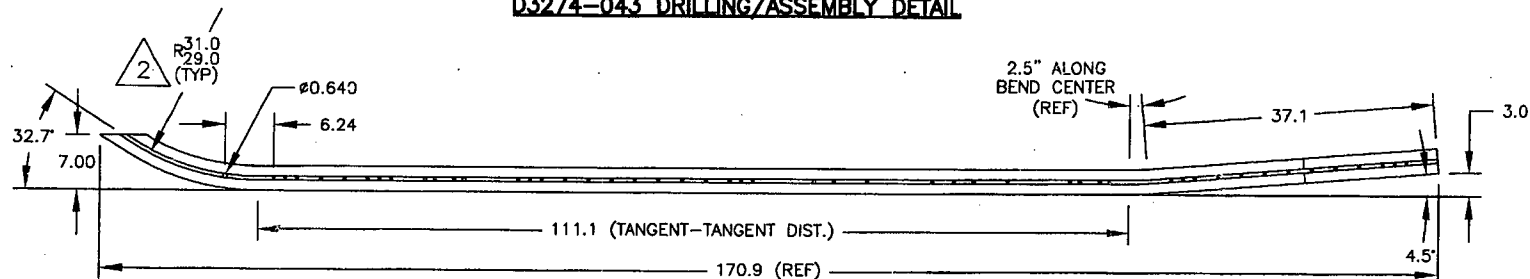 D3274-043 DRILLING/ASSEMBLY DETAIL
2
R31.0
29.0
(TYP)
ø0.640
6.24
32.7°
7.00
2.5" ALONG
BEND CENTER
(REF)
37.1
3.0
111.1 (TANGENT-TANGENT DIST.)
4.5°
170.9 (REF)